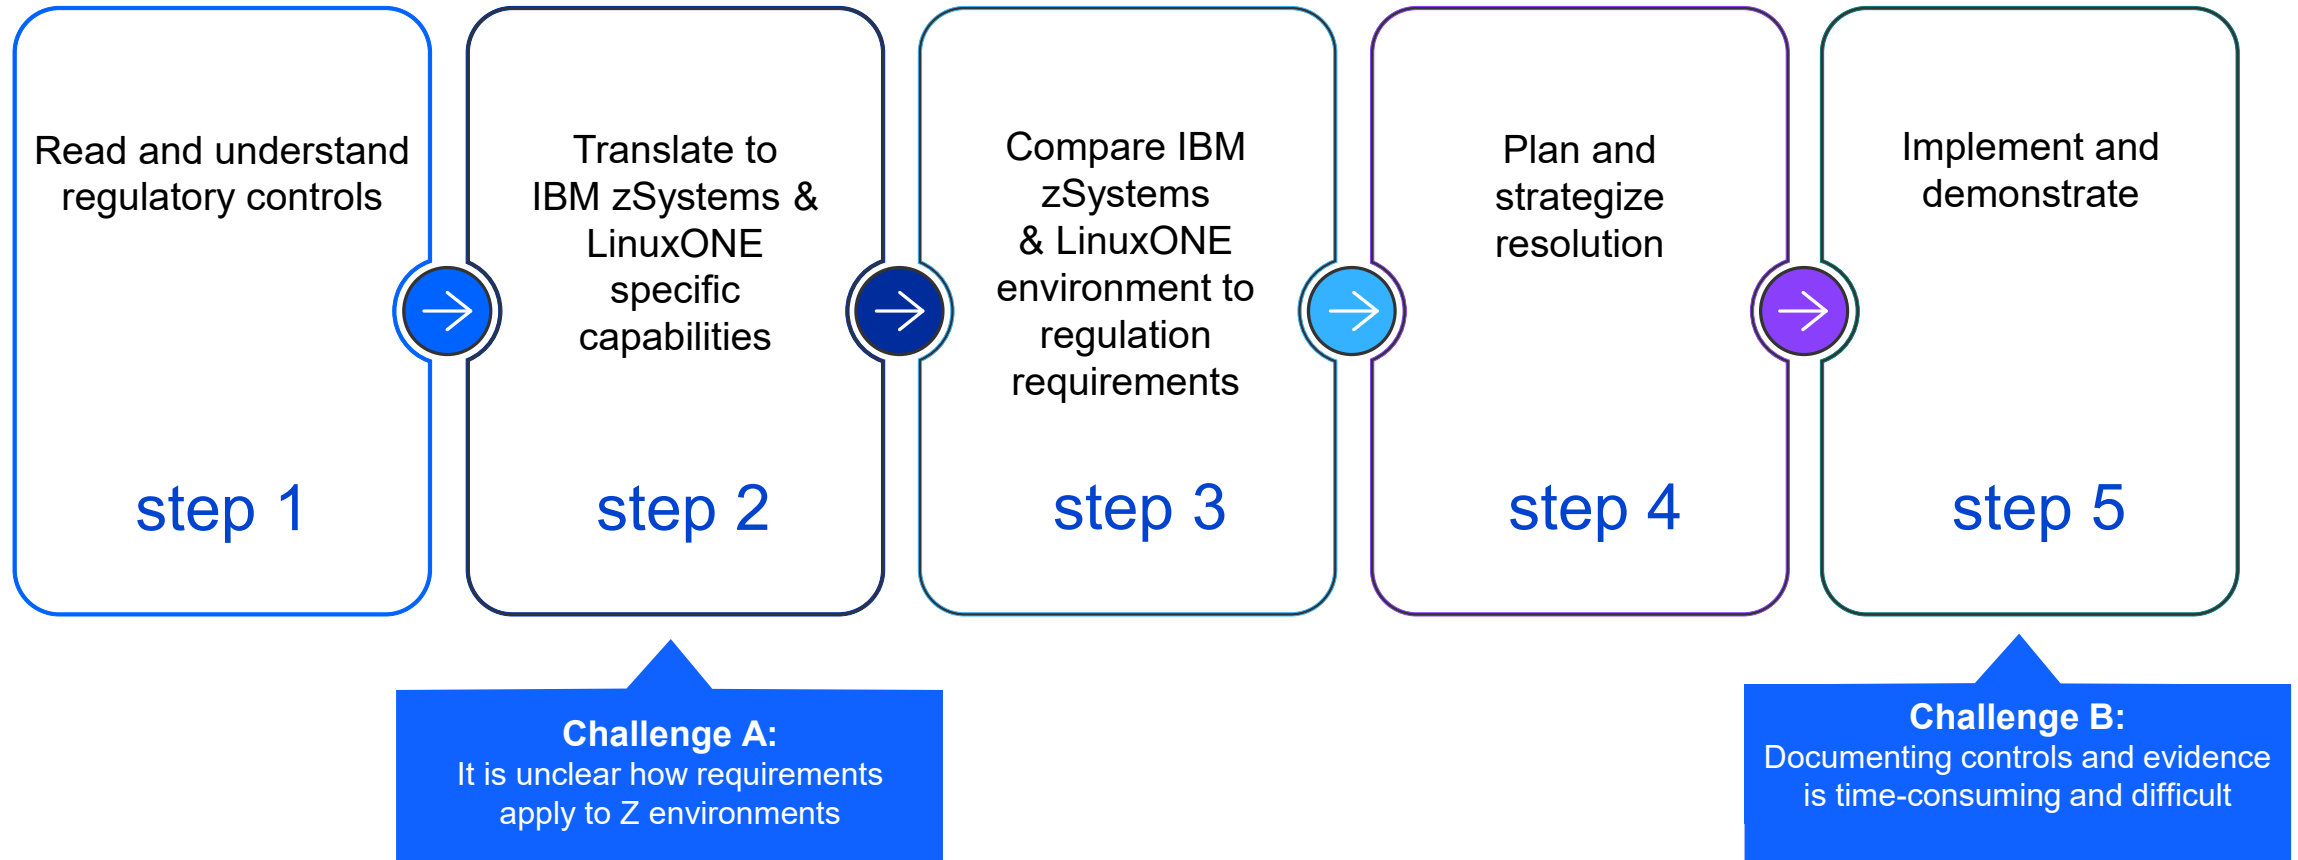 Read and understand
regulatory controls
step 1
Translate to
IBM zSystems &
LinuxONE
specific
capabilities
step 2
Compare IBM
zSystems
& LinuxONE
environment to
regulation
requirements
step 3
Plan and
strategize
resolution
step 4
Implement and
demonstrate
step 5
Challenge A:
It is unclear how requirements
apply to Z environments
Challenge B:
Documenting controls and evidence
is time-consuming and difficult